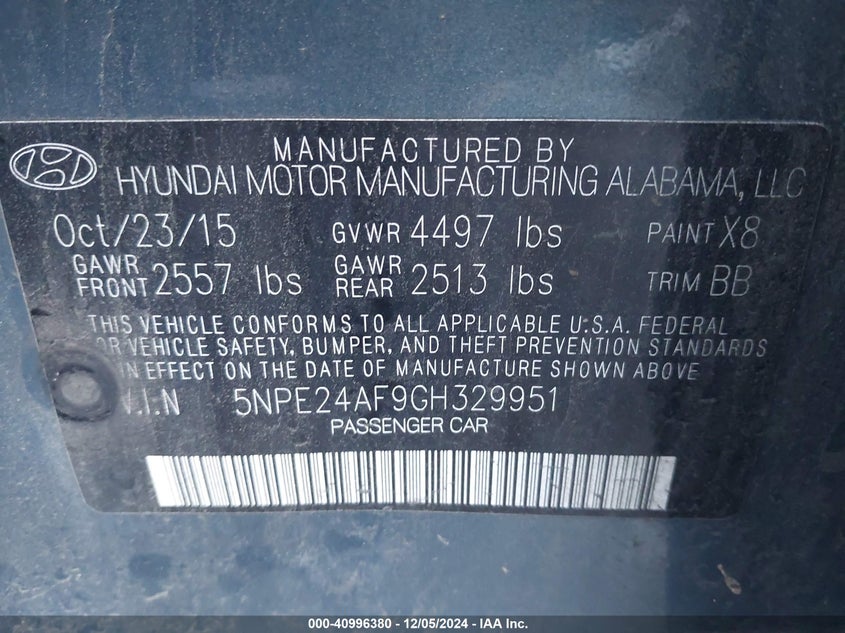 MANUFACTURED BY
HYUNDAI MOTOR MANUFACTURING ALABAMA, LLC
Oct/23/15 GVWR 4497 lbs PAINT X8
GAWR FRONT 2557 lbs GAWR REAR 2513 lbs TRIM BB
THIS VEHICLE CONFORMS TO ALL APPLICABLE U.S.A. FEDERAL
OR VEHICLE SAFETY, BUMPER, AND THEFT PREVENTION STANDARDS
IN EFFECT ON THE DATE OF MANUFACTURE SHOWN ABOVE.
V.I.N 5NPE24AF9GH329951
PASSENGER CAR
000-40996380 - 12/05/2024 - IAA Inc.